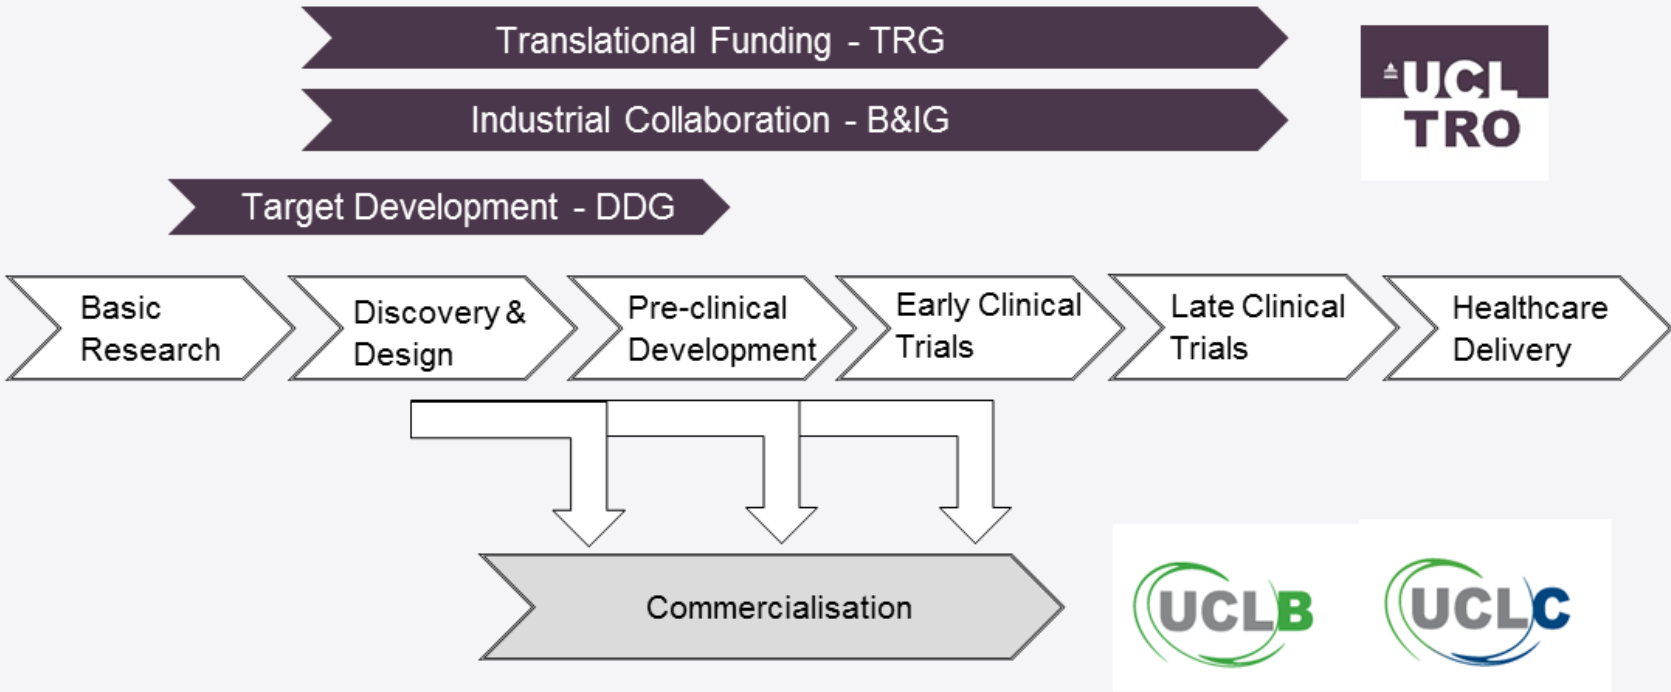 Translational Funding - TRG
UCL
TRO
Industrial Collaboration - B&IG
Target Development - DDG
Basic
Research
Discovery &
Design
Pre-clinical
Development
Early Clinical
Trials
Late Clinical
Trials
Healthcare
Delivery
Commercialisation
UCLB
UCLC